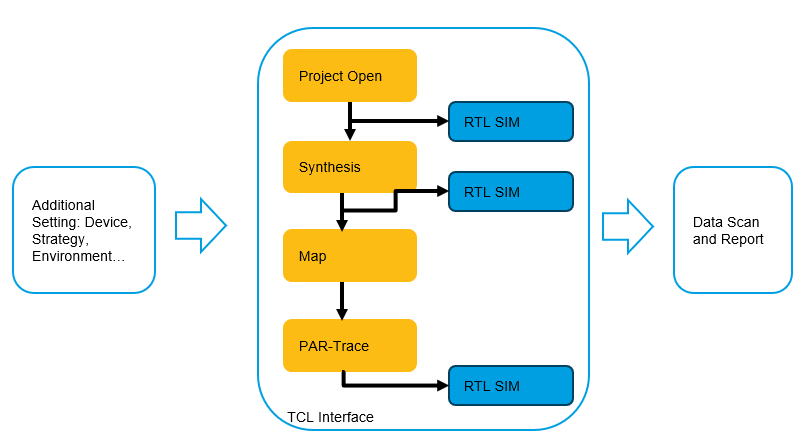 Additional
Setting: Device,
Strategy,
Environment…
Project Open
RTL SIM
Synthesis
RTL SIM
Map
PAR-Trace
RTL SIM
TCL Interface
Data Scan
and Report